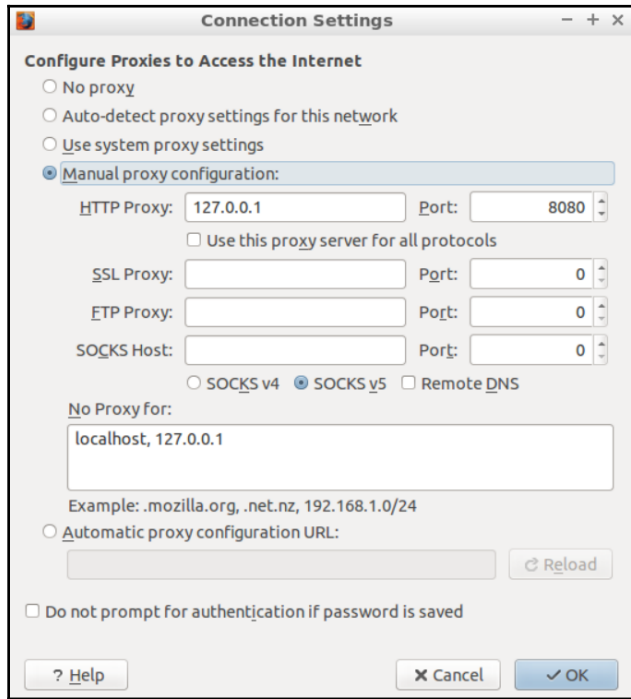 Connection Settings
Configure Proxies to Access the Internet
No proxy
Auto-detect proxy settings for this network
Use system proxy settings
Manual proxy configuration:
HTTP Proxy: 127.0.0.1 Port: 8080
Use this proxy server for all protocols
SSL Proxy: Port: 0
FTP Proxy: Port: 0
SOCKS Host: Port: 0
SOCKS v4 SOCKS v5 Remote DNS
No Proxy for:
localhost, 127.0.0.1
Example: .mozilla.org, .net.nz, 192.168.1.0/24
Automatic proxy configuration URL:
Reload
Do not prompt for authentication if password is saved
? Help Cancel OK